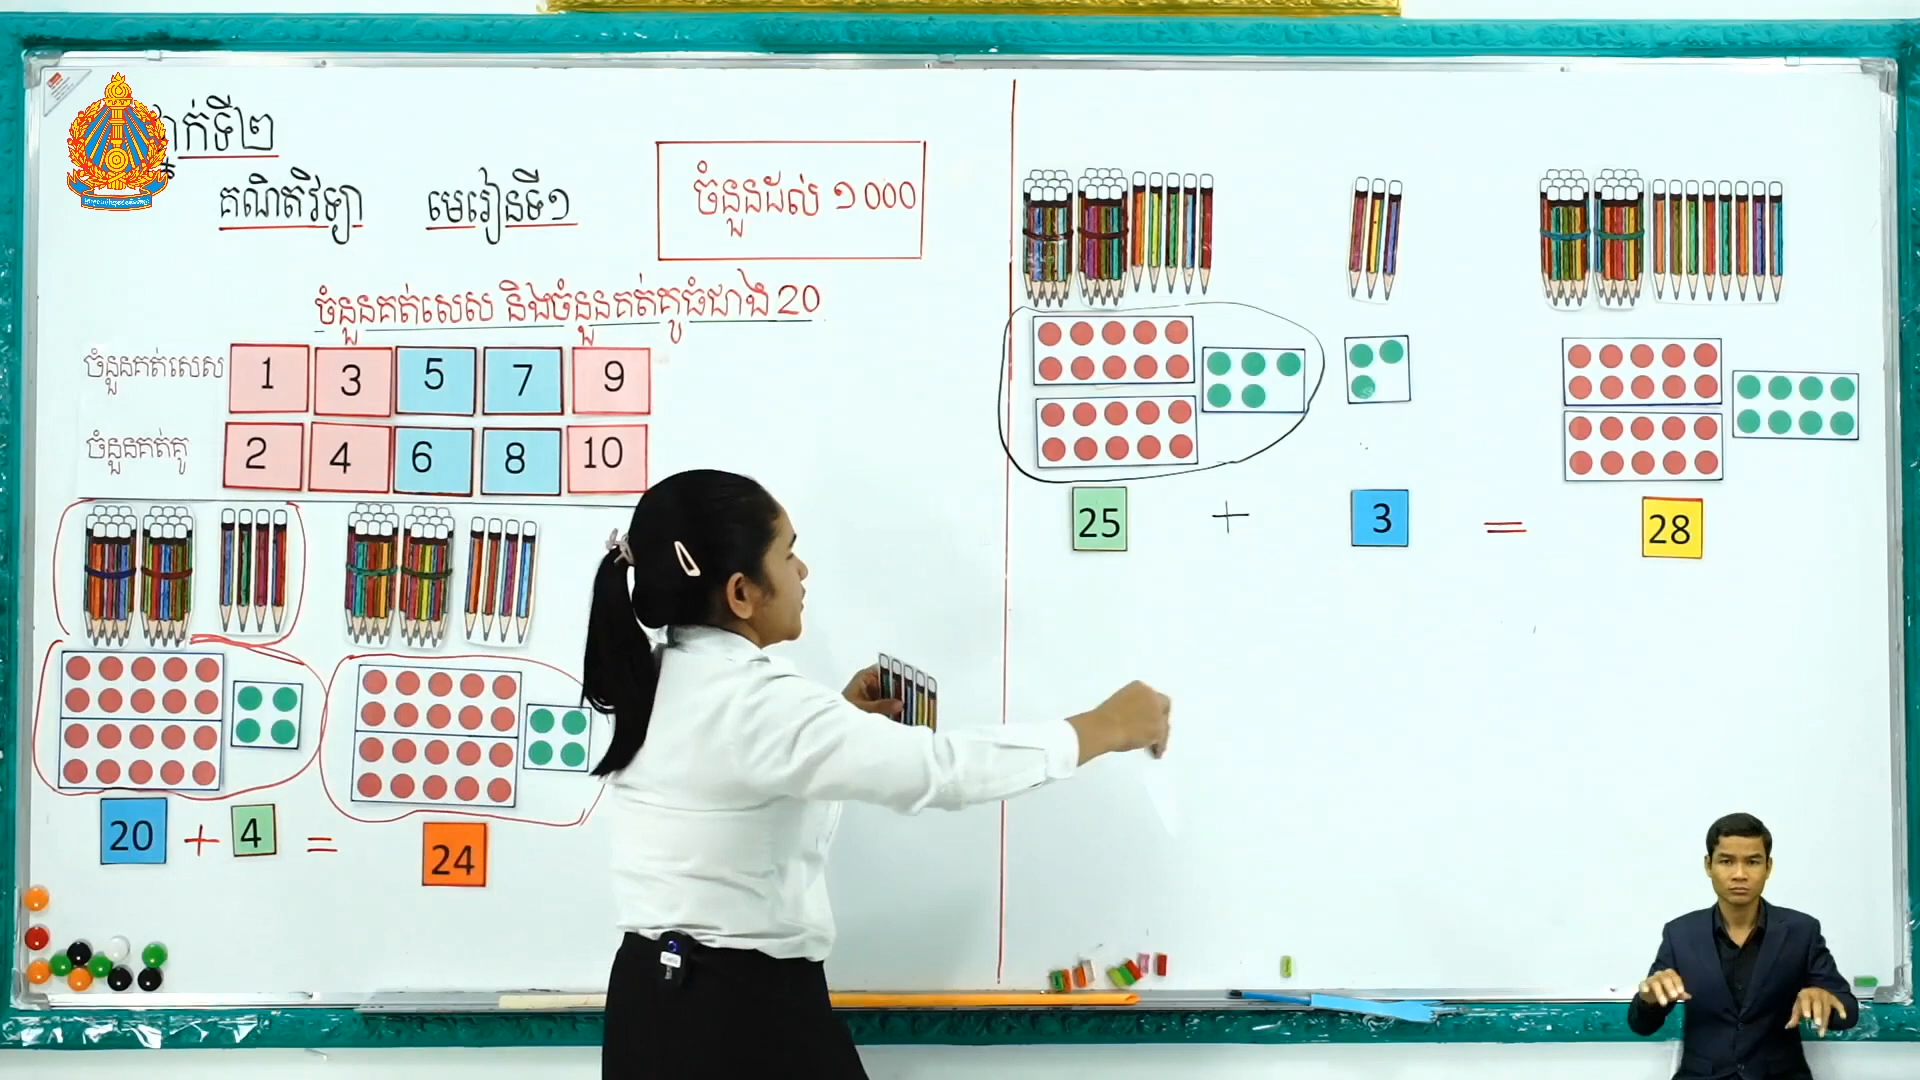 ថ្នាក់ទី២
គណិតវិទ្យា មេរៀនទី១
ចំនួនដល់ ១០០០
ចំនួនគត់សេស និងចំនួនគត់គូធំជាង 20
ចំនួនគត់សេស 1 3 5 7 9
ចំនួនគត់គូ 2 4 6 8 10
20 + 4 = 24
25 + 3 = 28